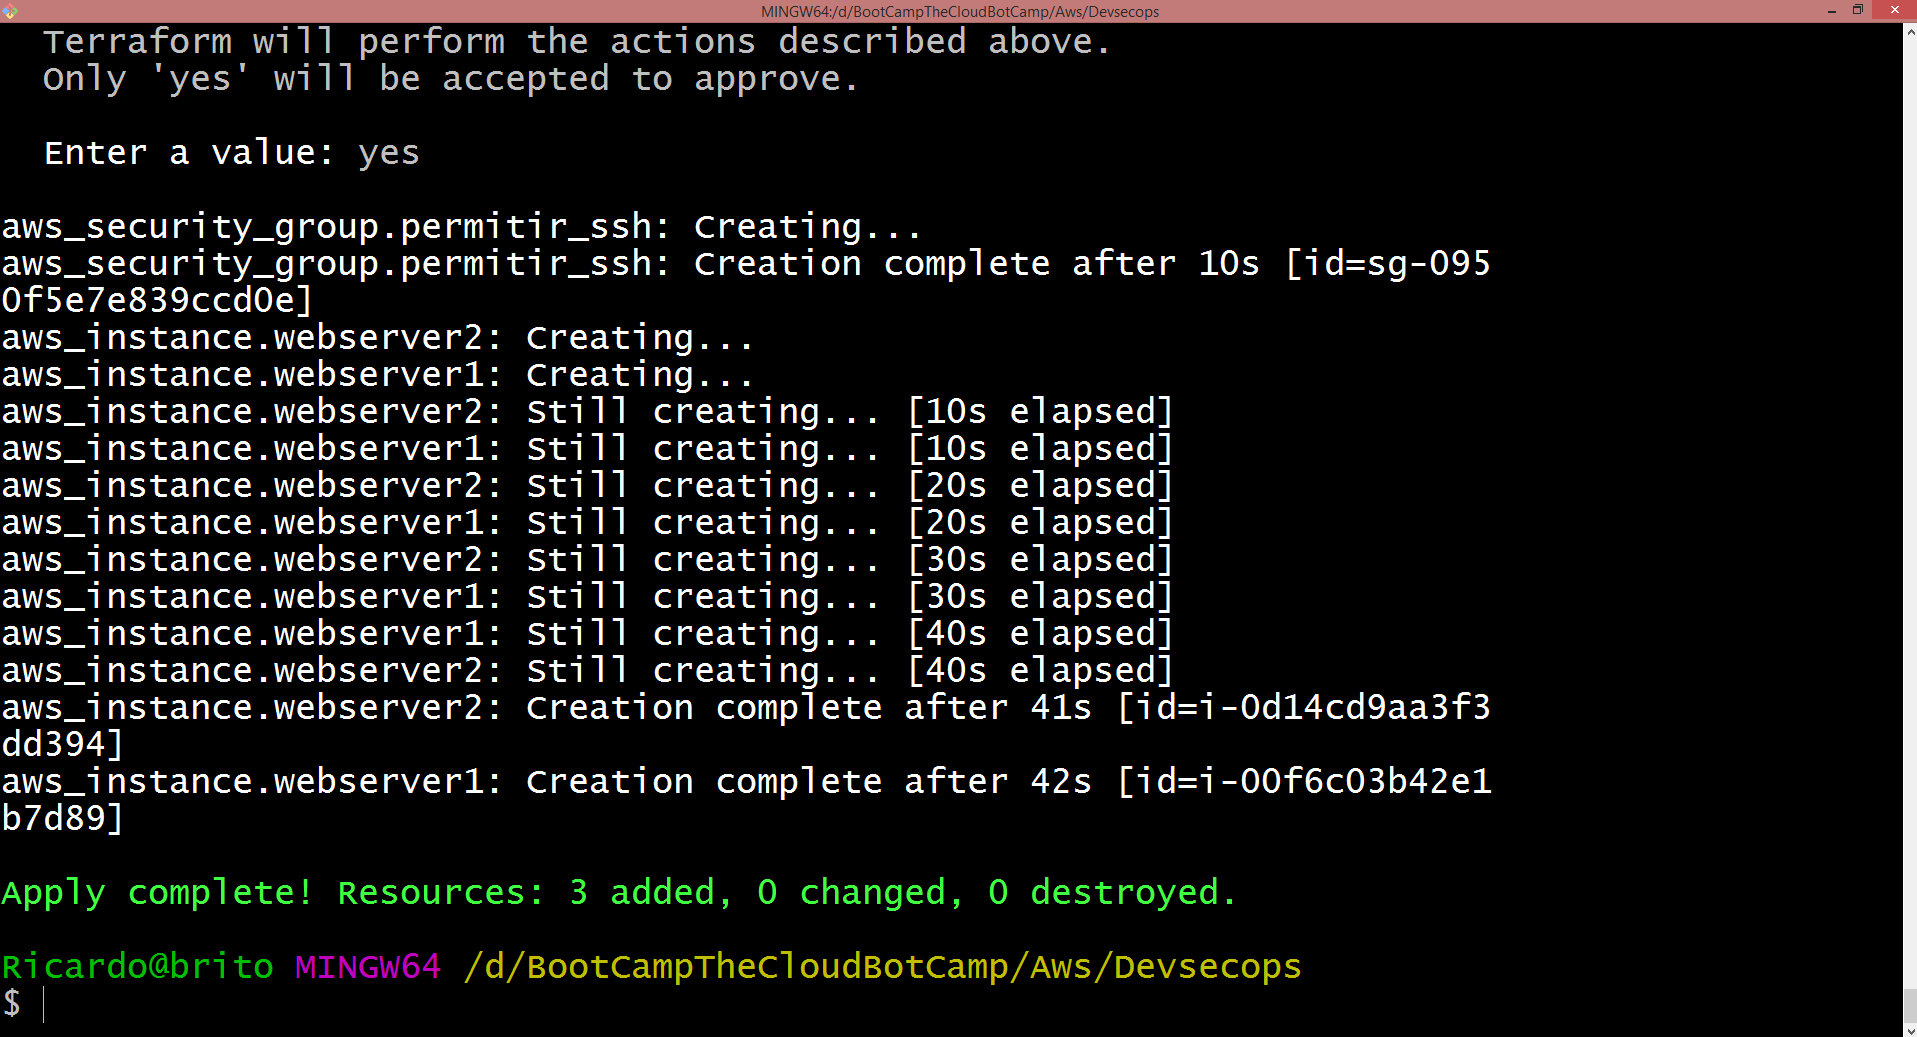 MINGW64:/d/BootCampTheCloudBotCamp/Aws/Devsecops
Terraform will perform the actions described above.
Only 'yes' will be accepted to approve.
Enter a value: yes
aws_security_group.permitir_ssh: Creating...
aws_security_group.permitir_ssh: Creation complete after 10s [id=sg-095
0f5e7e839ccd0e]
aws_instance.webserver2: Creating...
aws_instance.webserver1: Creating...
aws_instance.webserver2: Still creating... [10s elapsed]
aws_instance.webserver1: Still creating... [10s elapsed]
aws_instance.webserver2: Still creating... [20s elapsed]
aws_instance.webserver1: Still creating... [20s elapsed]
aws_instance.webserver2: Still creating... [30s elapsed]
aws_instance.webserver1: Still creating... [30s elapsed]
aws_instance.webserver1: Still creating... [40s elapsed]
aws_instance.webserver2: Still creating... [40s elapsed]
aws_instance.webserver2: Creation complete after 41s [id=i-0d14cd9aa3f3
dd394]
aws_instance.webserver1: Creation complete after 42s [id=i-00f6c03b42e1
b7d89]
Apply complete! Resources: 3 added, 0 changed, 0 destroyed.
Ricardo@brito MINGW64 /d/BootCampTheCloudBotCamp/Aws/Devsecops
$